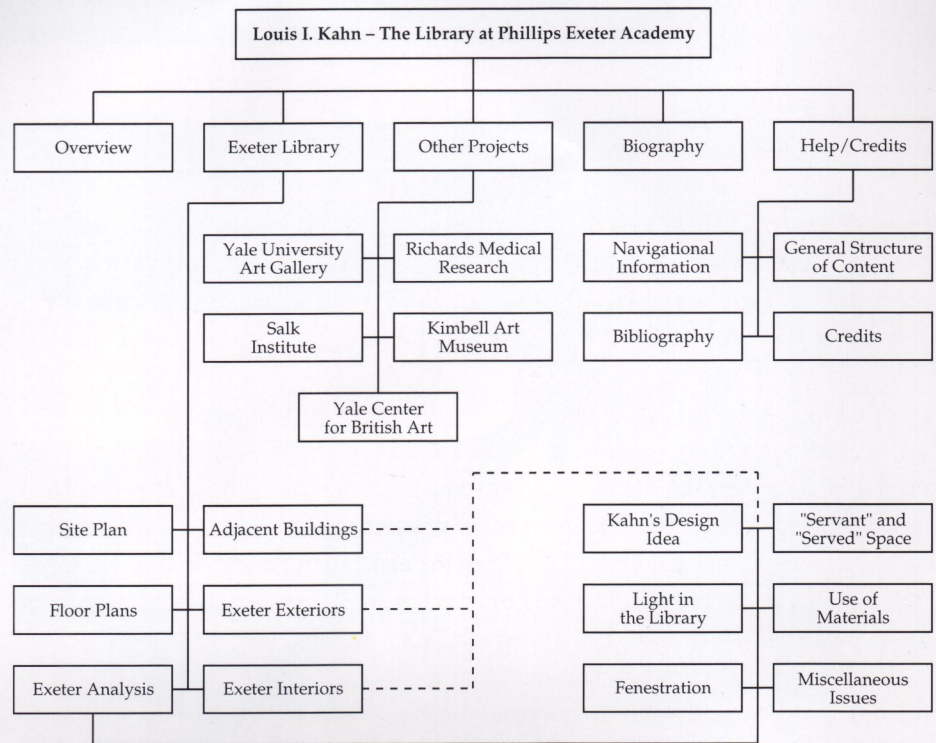 Louis I. Kahn – The Library at Phillips Exeter Academy
Overview
Exeter Library
Other Projects
Biography
Help/Credits
Yale University
Art Gallery
Richards Medical
Research
Navigational
Information
General Structure
of Content
Salk
Institute
Kimbell Art
Museum
Bibliography
Credits
Yale Center
for British Art
Site Plan
Adjacent Buildings
Kahn's Design
Idea
"Servant" and
"Served" Space
Floor Plans
Exeter Exteriors
Light in
the Library
Use of
Materials
Exeter Analysis
Exeter Interiors
Fenestration
Miscellaneous
Issues